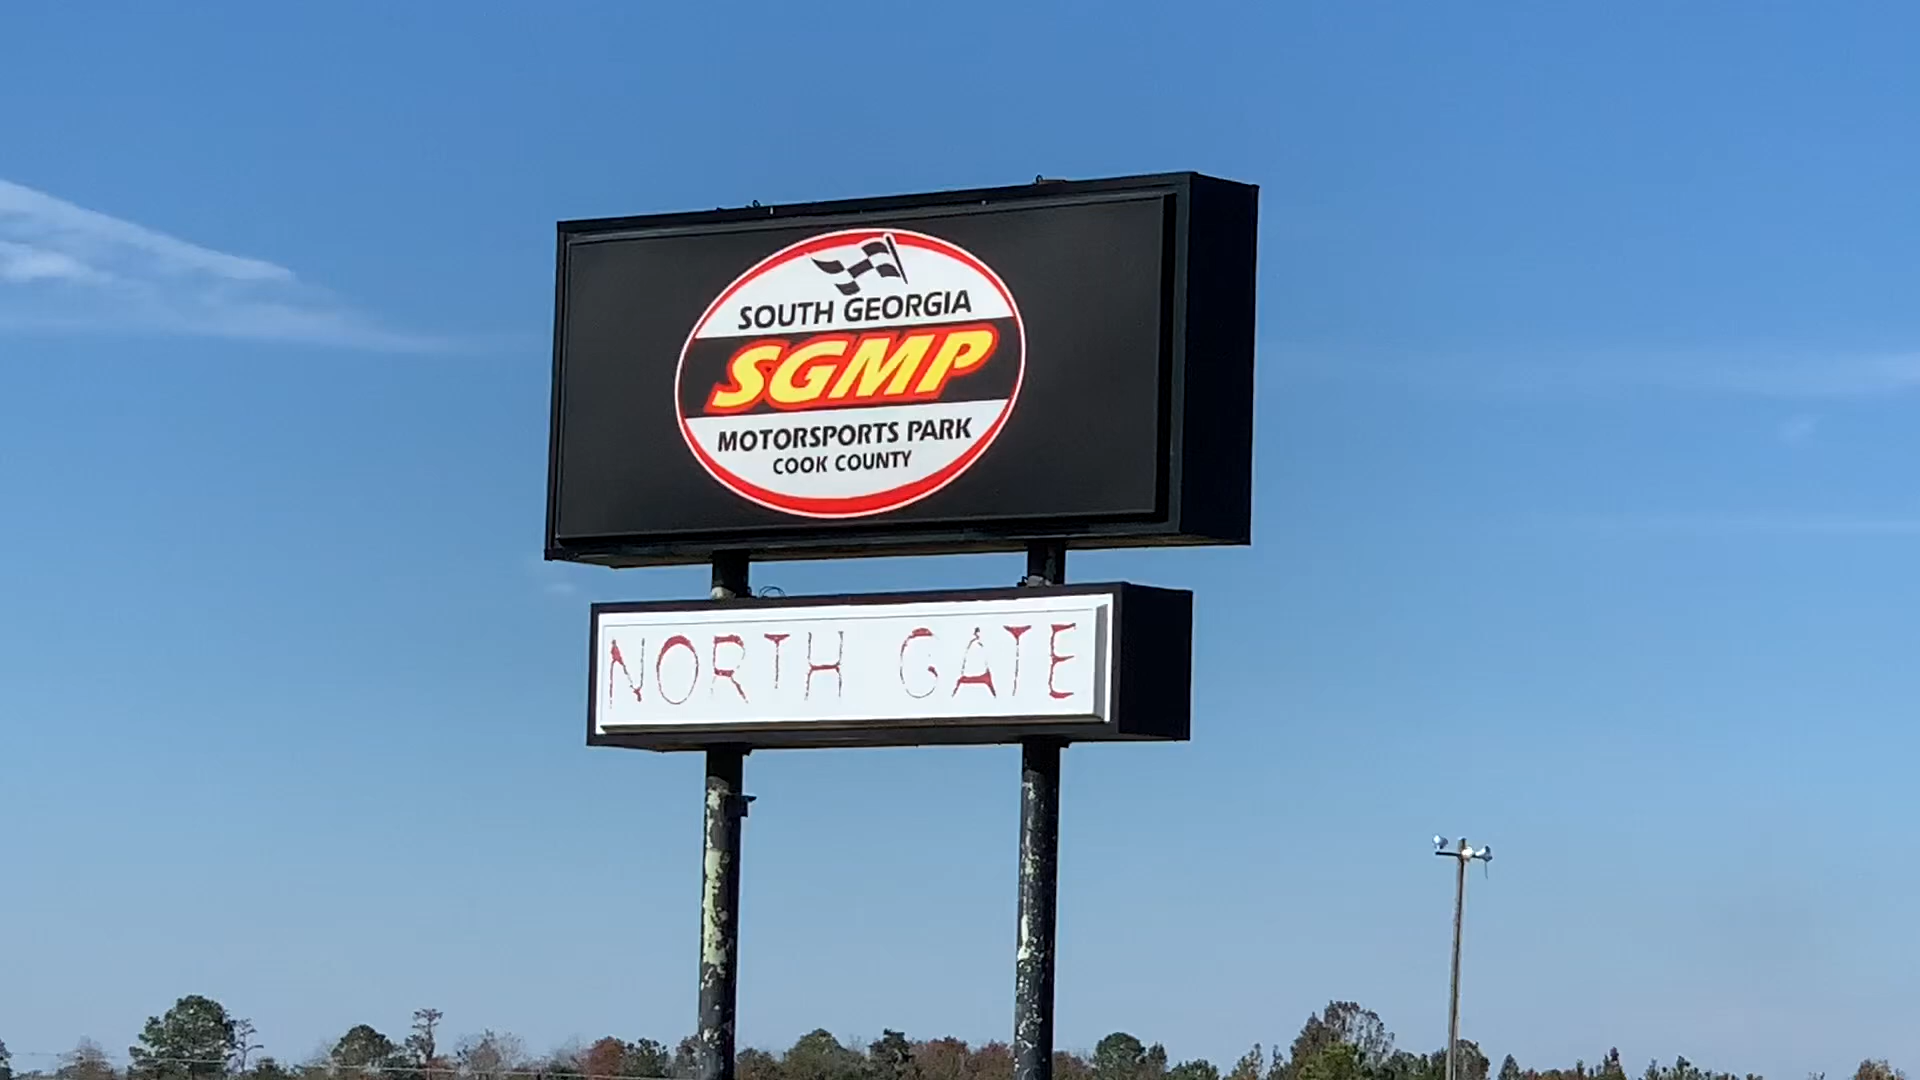 SOUTH GEORGIA
SGMP
MOTORSPORTS PARK
COOK COUNTY
NORTH GATE